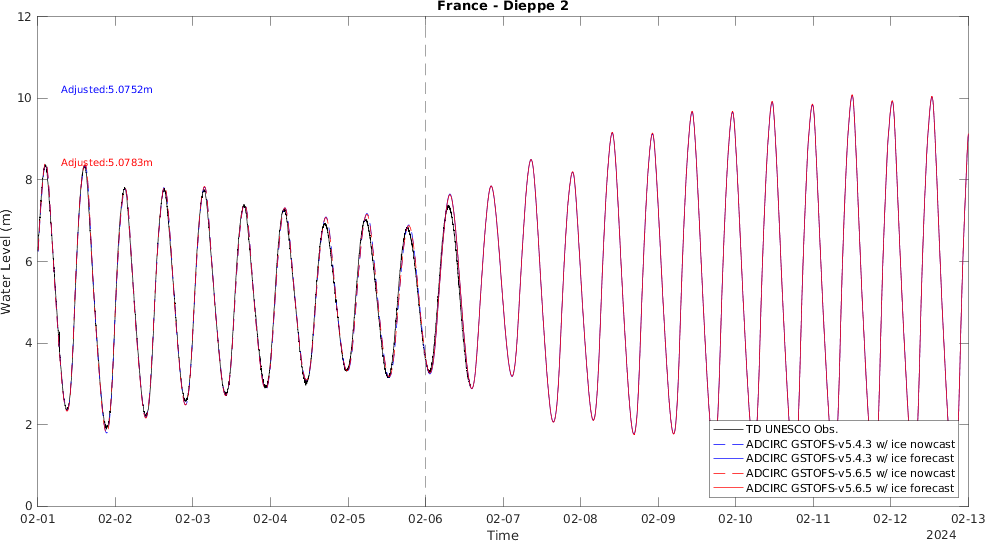 France - Dieppe 2
12
10
8
6
4
2
0
Water Level (m)
Adjusted:5.0752m
Adjusted:5.0783m
TD UNESCO Obs.
ADCIRC GSTOFS-v5.4.3 w/ ice nowcast
ADCIRC GSTOFS-v5.4.3 w/ ice forecast
ADCIRC GSTOFS-v5.6.5 w/ ice nowcast
ADCIRC GSTOFS-v5.6.5 w/ ice forecast
02-01 02-02 02-03 02-04 02-05 02-06 02-07 02-08 02-09 02-10 02-11 02-12 02-13
Time
2024